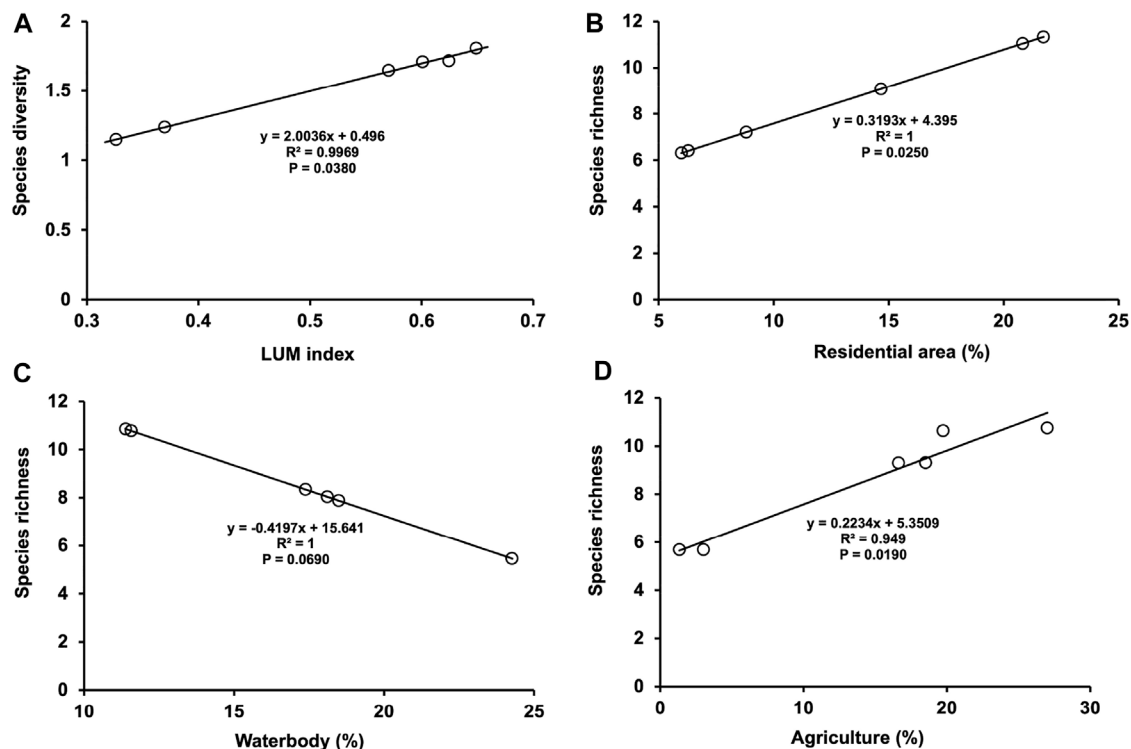 A
Species diversity
2
1.5
1
0.5
0
y = 2.0036x + 0.496
R² = 0.9969
P = 0.0380
0.3 0.4 0.5 0.6 0.7
LUM index
B
Species richness
12
10
8
6
4
2
0
y = 0.3193x + 4.395
R² = 1
P = 0.0250
5 10 15 20 25
Residential area (%)
C
Species richness
12
10
8
6
4
2
0
y = -0.4197x + 15.641
R² = 1
P = 0.0690
10 15 20 25
Waterbody (%)
D
Species richness
12
10
8
6
4
2
0
y = 0.2234x + 5.3509
R² = 0.949
P = 0.0190
0 10 20 30
Agriculture (%)